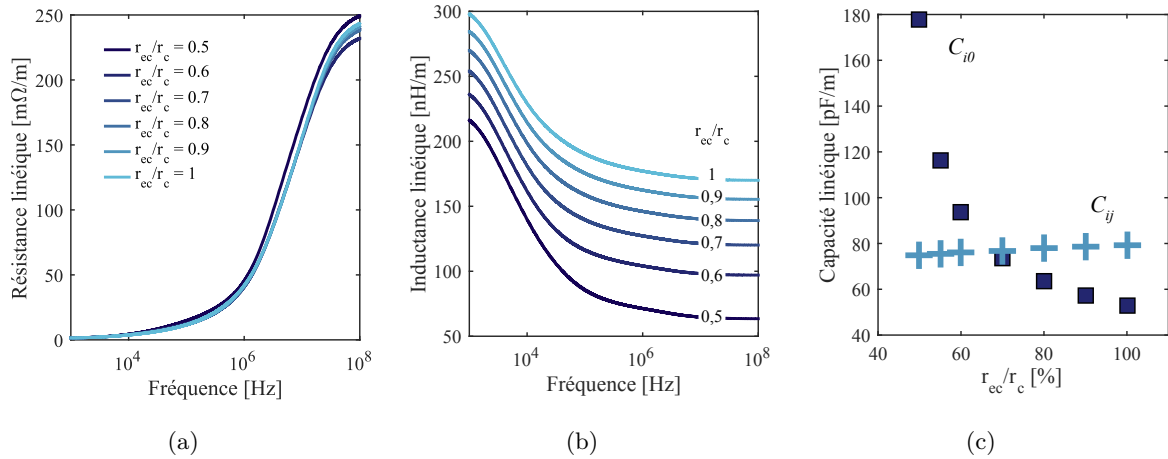 Résistance linéique [mΩ/m]
250
200
150
100
50
0
r_ec/r_c = 0.5
r_ec/r_c = 0.6
r_ec/r_c = 0.7
r_ec/r_c = 0.8
r_ec/r_c = 0.9
r_ec/r_c = 1
10^4
10^6
10^8
Fréquence [Hz]
(a)
Inductance linéique [nH/m]
300
250
200
150
100
50
r_ec/r_c
1
0,9
0,8
0,7
0,6
0,5
10^4
10^6
10^8
Fréquence [Hz]
(b)
Capacité linéique [pF/m]
180
160
140
120
100
80
60
40
C_i0
C_ij
40
60
80
100
r_ec/r_c [%]
(c)